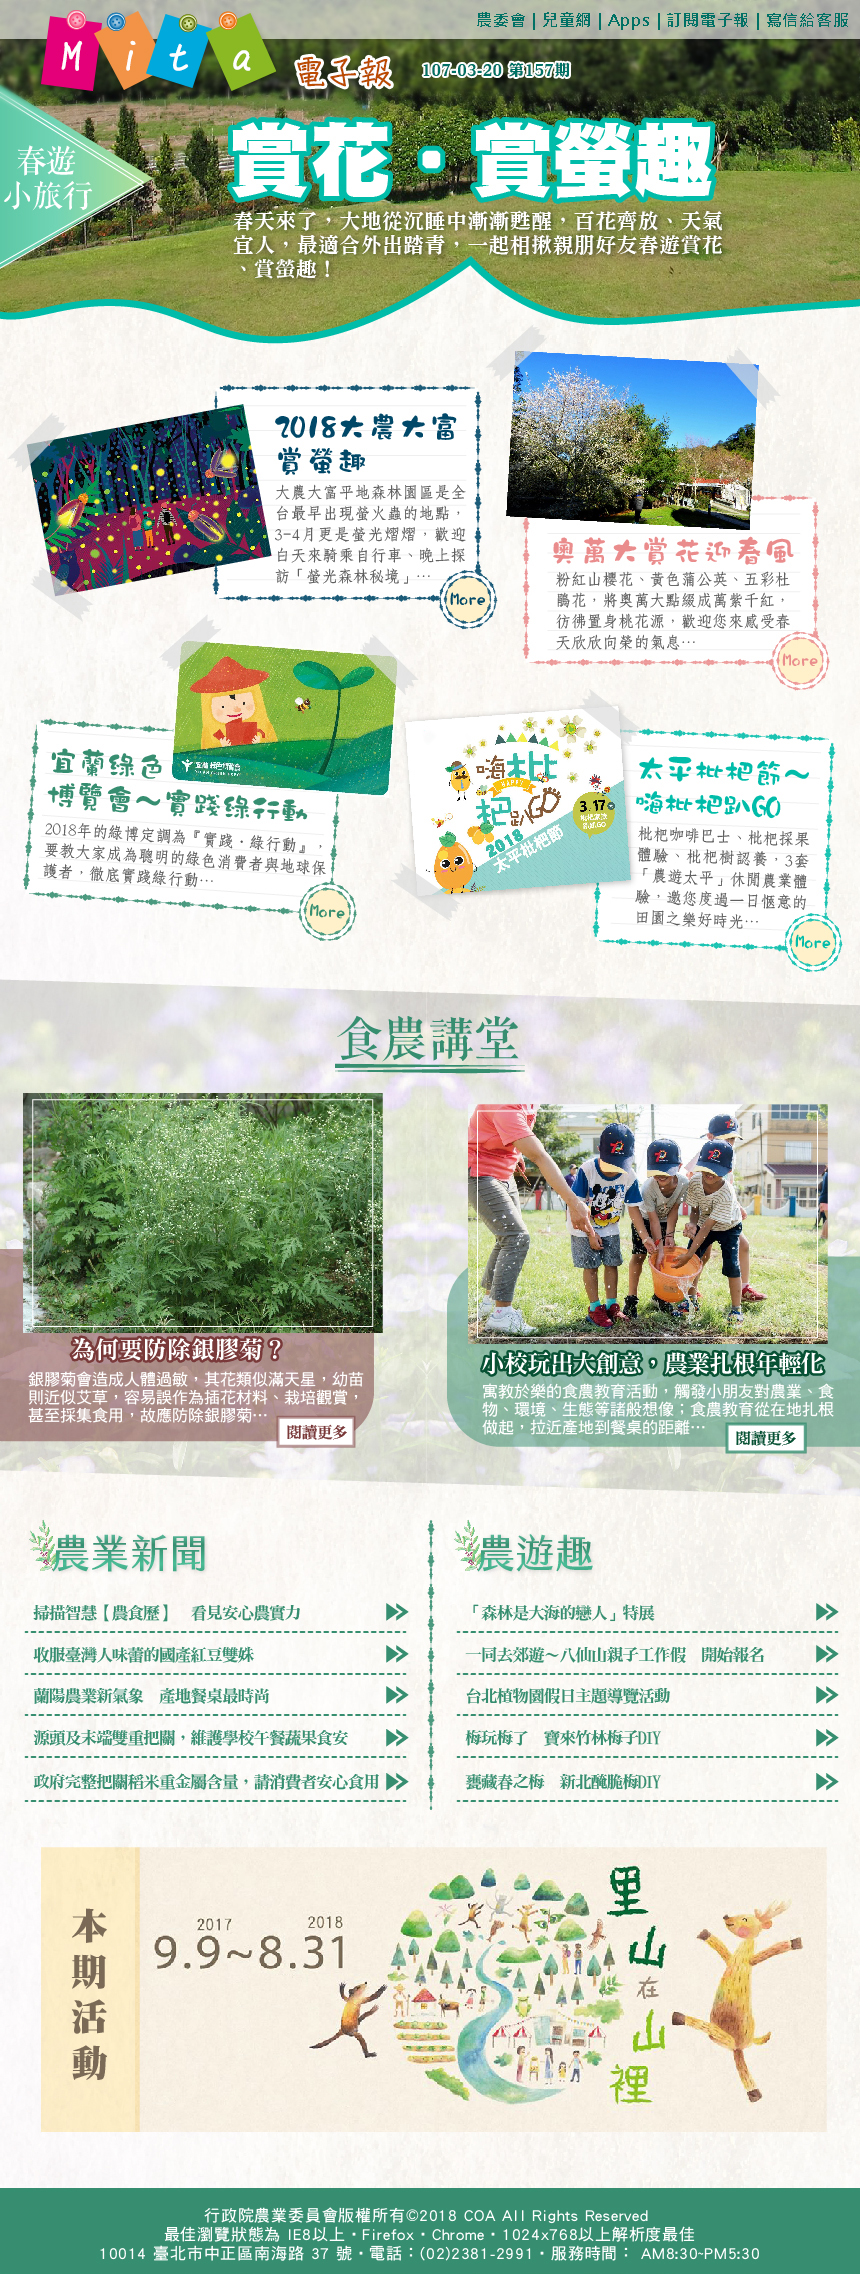 農委會 | 兒童網 | Apps | 訂閱電子報 | 寫信給客服
Mita
電子報
107-03-20 第157期
春遊
小旅行
賞花・賞螢趣
春天來了，大地從沉睡中漸漸甦醒，百花齊放、天氣
宜人，最適合外出踏青，一起相揪親朋好友春遊賞花
、賞螢趣！
2018大農大富
賞螢趣
大農大富平地森林園區是全
台最早出現螢火蟲的地點，
3-4月更是螢光熠熠，歡迎
白天來騎乘自行車、晚上探
訪「螢光森林秘境」…
More
奧萬大賞花迎春風
粉紅山櫻花、黃色蒲公英、五彩杜
鵑花，將奧萬大點綴成萬紫千紅，
彷彿置身桃花源，歡迎您來感受春
天欣欣向榮的氣息…
More
宜蘭綠色
博覽會～實踐綠行動
2018年的綠博定調為『實踐．綠行動』，
要教大家成為聰明的綠色消費者與地球保
護者，徹底實踐綠行動…
More
嗨枇
杷趴GO
3.17
2018
太平枇杷節
太平枇杷節～
嗨枇杷趴GO
枇杷咖啡巴士、枇杷採果
體驗、枇杷樹認養，3套
「農遊太平」休閒農業體
驗，邀您度過一日愜意的
田園之樂好時光…
More
食農講堂
為何要防除銀膠菊？
銀膠菊會造成人體過敏，其花類似滿天星，幼苗
則近似艾草，容易誤作為插花材料、栽培觀賞，
甚至採集食用，故應防除銀膠菊…
閱讀更多
小校玩出大創意，農業扎根年輕化
寓教於樂的食農教育活動，觸發小朋友對農業、食
物、環境、生態等諸般想像；食農教育從在地扎根
做起，拉近產地到餐桌的距離…
閱讀更多
農業新聞
掃描智慧【農食歷】　看見安心農實力
收服臺灣人味蕾的國產紅豆雙姝
蘭陽農業新氣象　產地餐桌最時尚
源頭及末端雙重把關，維護學校午餐蔬果食安
政府完整把關稻米重金屬含量，請消費者安心食用
農遊趣
「森林是大海的戀人」特展
一同去郊遊～八仙山親子工作假　開始報名
台北植物園假日主題導覽活動
梅玩梅了　寶來竹林梅子DIY
甕藏春之梅　新北醃脆梅DIY
本期活動
2017 2018
9.9~8.31
里山在山裡
行政院農業委員會版權所有©2018 COA All Rights Reserved
最佳瀏覽狀態為 IE8以上・Firefox・Chrome・1024x768以上解析度最佳
10014 臺北市中正區南海路 37 號・電話：(02)2381-2991・服務時間： AM8:30~PM5:30